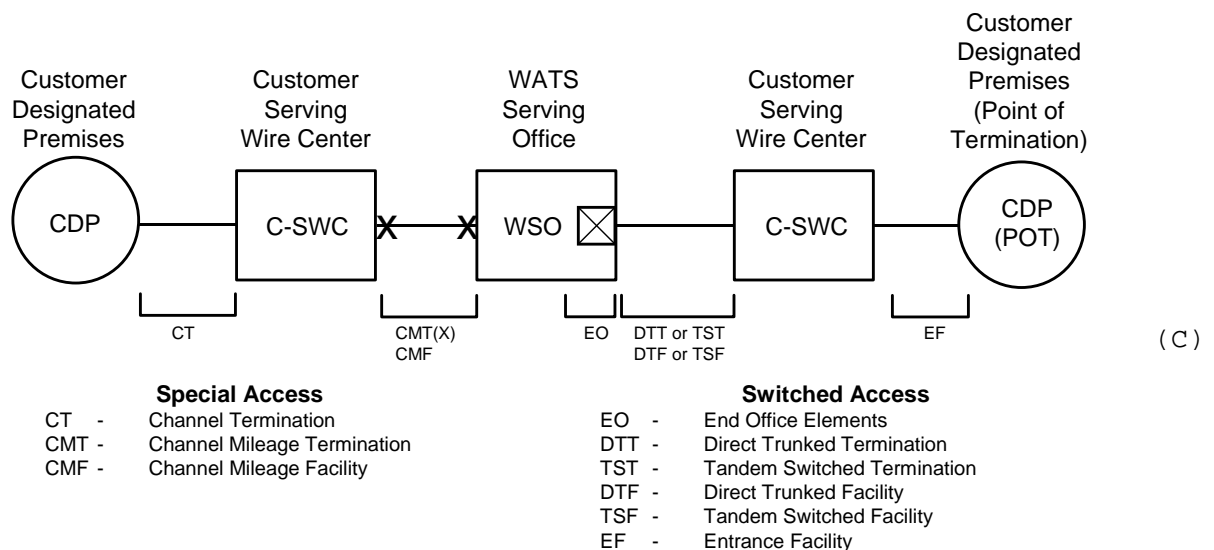 Customer
Designated
Premises
Customer
Serving
Wire Center
WATS
Serving
Office
Customer
Serving
Wire Center
Customer
Designated
Premises
(Point of
Termination)
CDP
C-SWC
X
X
WSO
C-SWC
CDP
(POT)
CT
CMT(X)
CMF
EO
DTT or TST
DTF or TSF
EF
(C)
Special Access
CT - Channel Termination
CMT - Channel Mileage Termination
CMF - Channel Mileage Facility
Switched Access
EO - End Office Elements
DTT - Direct Trunked Termination
TST - Tandem Switched Termination
DTF - Direct Trunked Facility
TSF - Tandem Switched Facility
EF - Entrance Facility